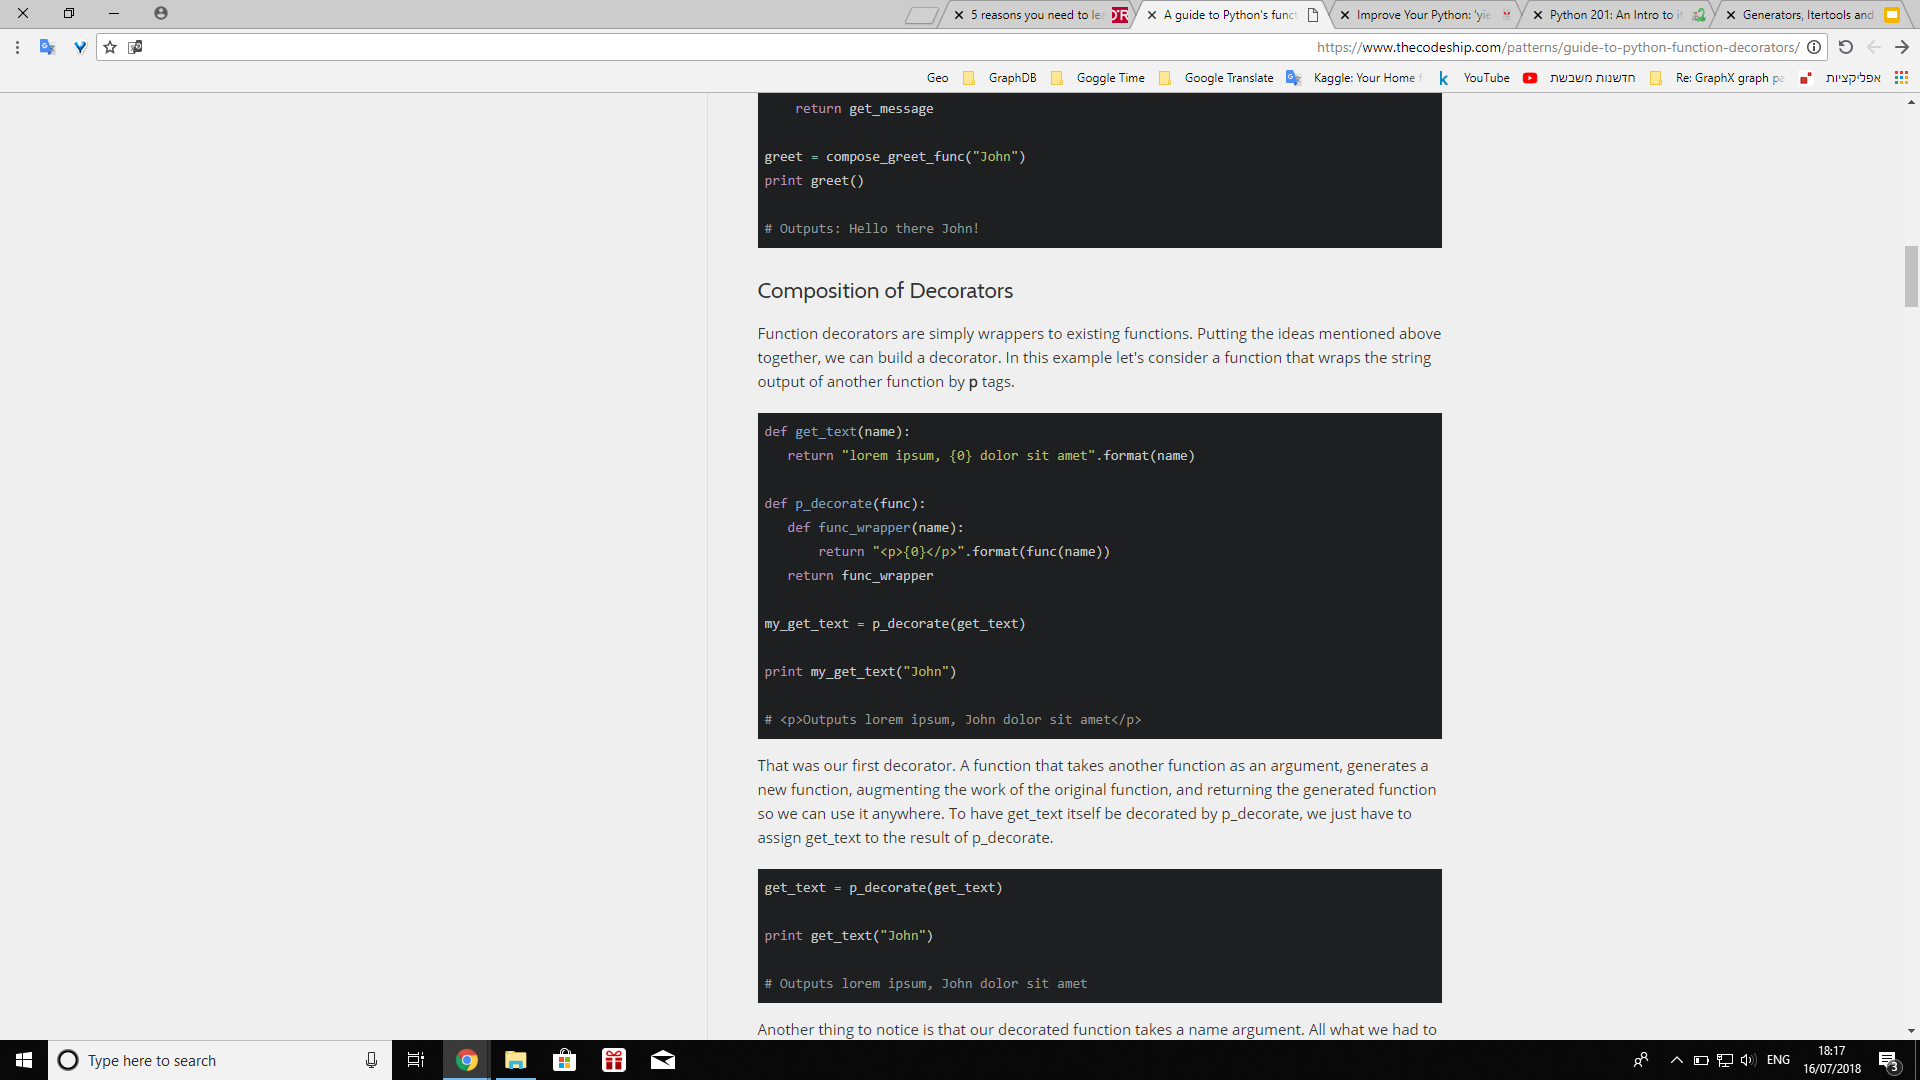 5 reasons you need to le
A guide to Python's funct
Improve Your Python: 'yie
Python 201: An Intro to it
Generators, Itertools and
https://www.thecodeship.com/patterns/guide-to-python-function-decorators/
Geo
GraphDB
Goggle Time
Google Translate
Kaggle: Your Home f
YouTube
חדשנות משבשת
Re: GraphX graph pa
אפליקציות
    return get_message
greet = compose_greet_func("John")
print greet()
# Outputs: Hello there John!
Composition of Decorators
Function decorators are simply wrappers to existing functions. Putting the ideas mentioned above
together, we can build a decorator. In this example let's consider a function that wraps the string
output of another function by p tags.
def get_text(name):
   return "lorem ipsum, {0} dolor sit amet".format(name)
def p_decorate(func):
   def func_wrapper(name):
       return "<p>{0}</p>".format(func(name))
   return func_wrapper
my_get_text = p_decorate(get_text)
print my_get_text("John")
# <p>Outputs lorem ipsum, John dolor sit amet</p>
That was our first decorator. A function that takes another function as an argument, generates a
new function, augmenting the work of the original function, and returning the generated function
so we can use it anywhere. To have get_text itself be decorated by p_decorate, we just have to
assign get_text to the result of p_decorate.
get_text = p_decorate(get_text)
print get_text("John")
# Outputs lorem ipsum, John dolor sit amet
Another thing to notice is that our decorated function takes a name argument. All what we had to
Type here to search
ENG
18:17
16/07/2018
3